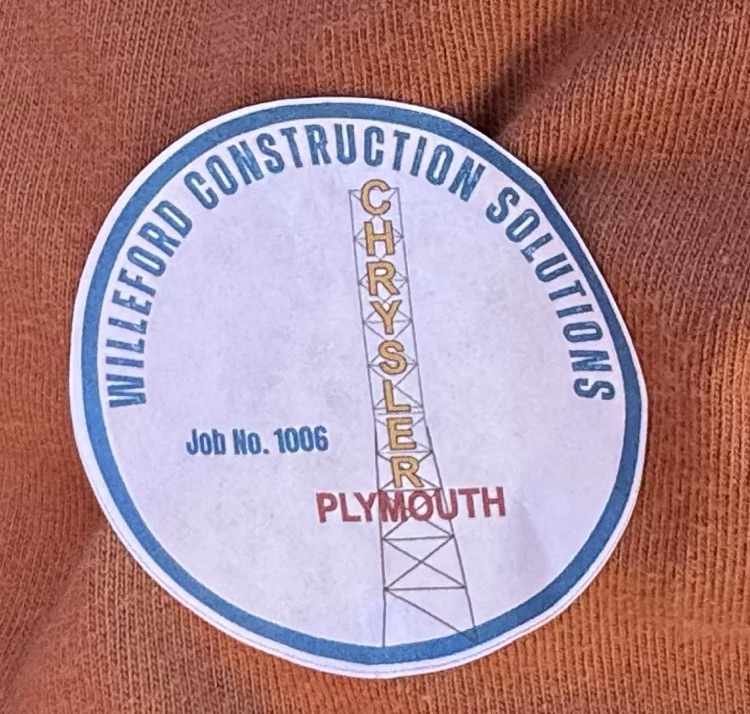 WILLEFORD CONSTRUCTION SOLUTIONS
CHRYSLER
Job No. 1006
PLYMOUTH